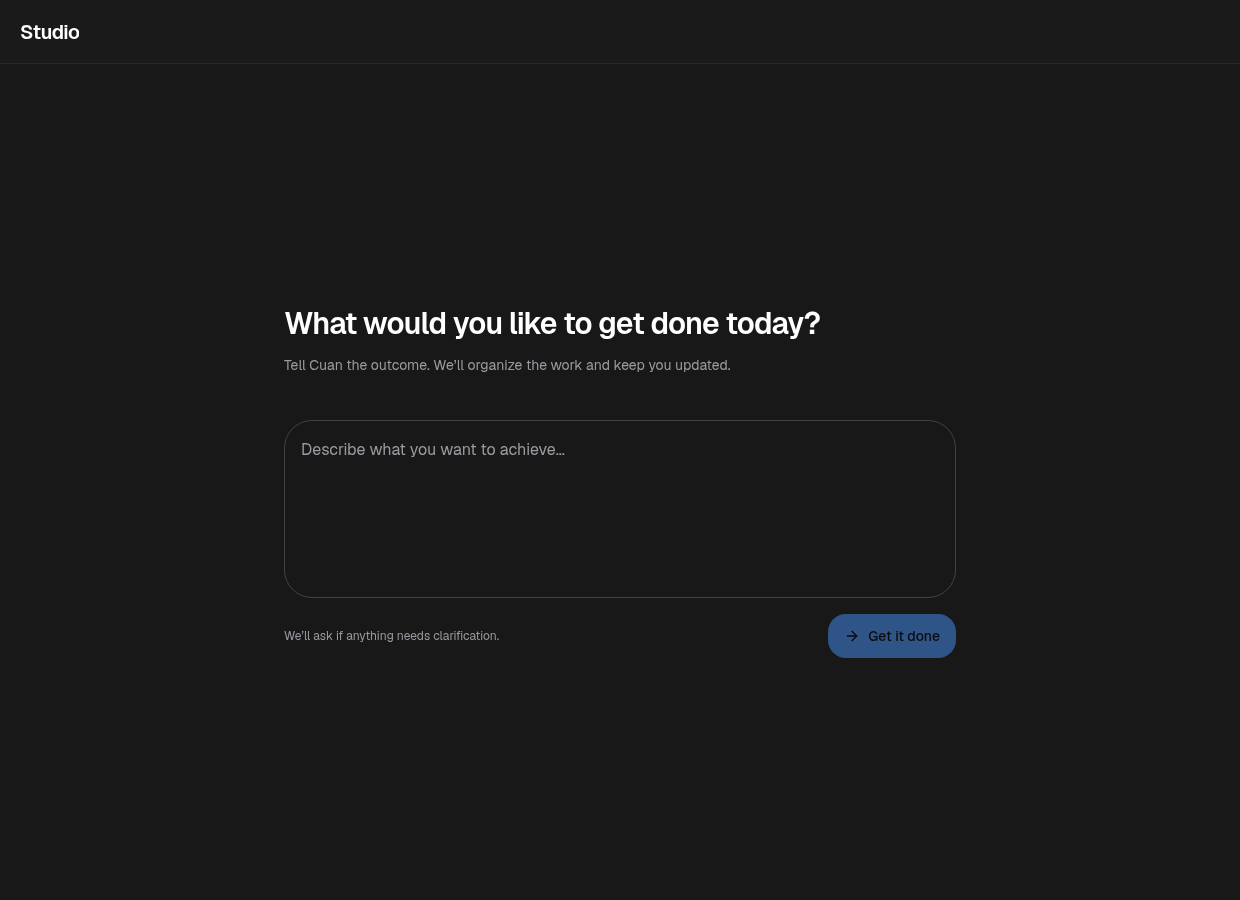 Studio
What would you like to get done today?
Tell Cuan the outcome. We'll organize the work and keep you updated.
Describe what you want to achieve...
We'll ask if anything needs clarification.
→ Get it done